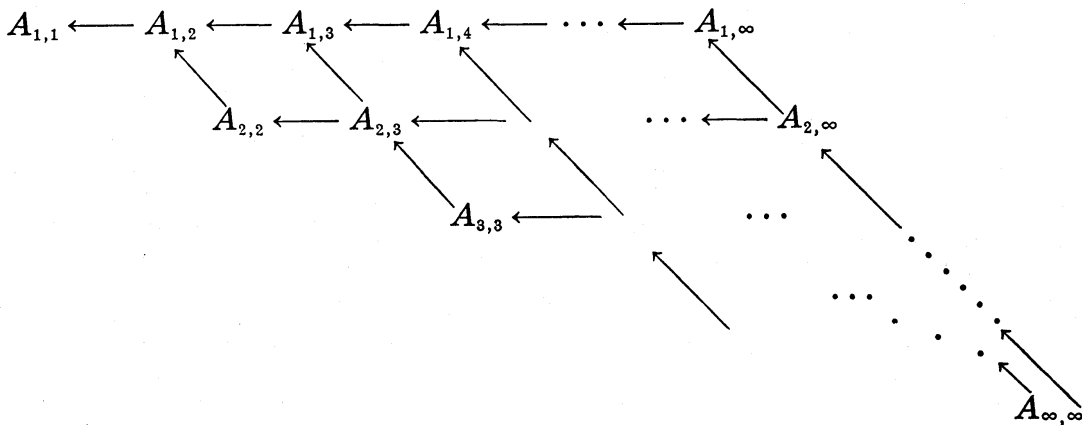 A₁,₁ ← A₁,₂ ← A₁,₃ ← A₁,₄ ← ⋯ ← A₁,∞
A₂,₂ ← A₂,₃ ← ⋯ ← A₂,∞
A₃,₃ ← ⋯
⋯
A∞,∞